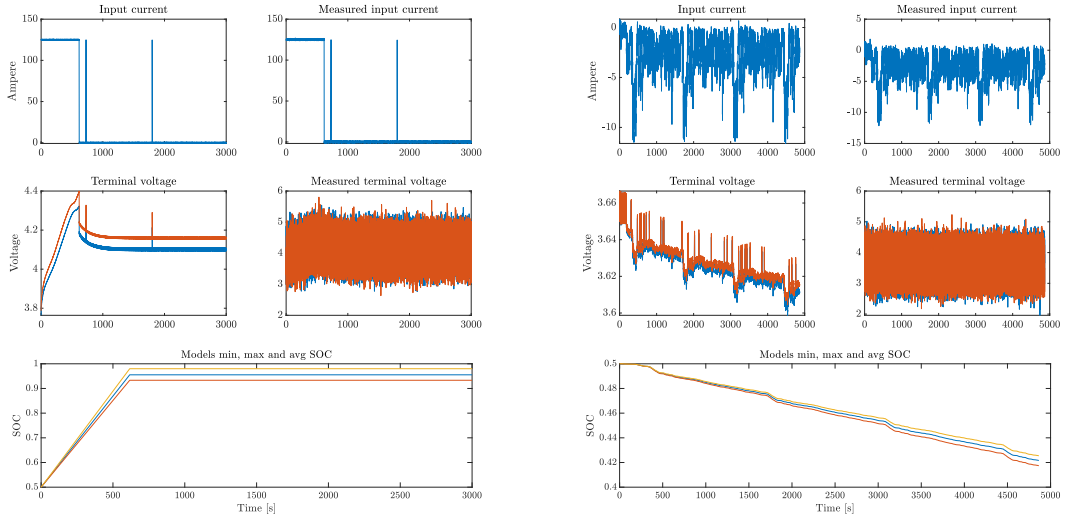 Input current
Measured input current
Input current
Measured input current
Ampere
150
100
50
0
0 1000 2000 3000
150
100
50
0
0 1000 2000 3000
Ampere
0
-5
-10
0 1000 2000 3000 4000 5000
5
0
-5
-10
-15
0 1000 2000 3000 4000 5000
Terminal voltage
Measured terminal voltage
Terminal voltage
Measured terminal voltage
Voltage
4.4
4.2
4
3.8
0 1000 2000 3000
6
5
4
3
2
0 1000 2000 3000
Voltage
3.66
3.64
3.62
3.6
0 1000 2000 3000 4000 5000
6
5
4
3
2
0 1000 2000 3000 4000 5000
Models min, max and avg SOC
SOC
1
0.9
0.8
0.7
0.6
0.5
0 500 1000 1500 2000 2500 3000
Time [s]
Models min, max and avg SOC
SOC
0.5
0.48
0.46
0.44
0.42
0.4
0 500 1000 1500 2000 2500 3000 3500 4000 4500 5000
Time [s]